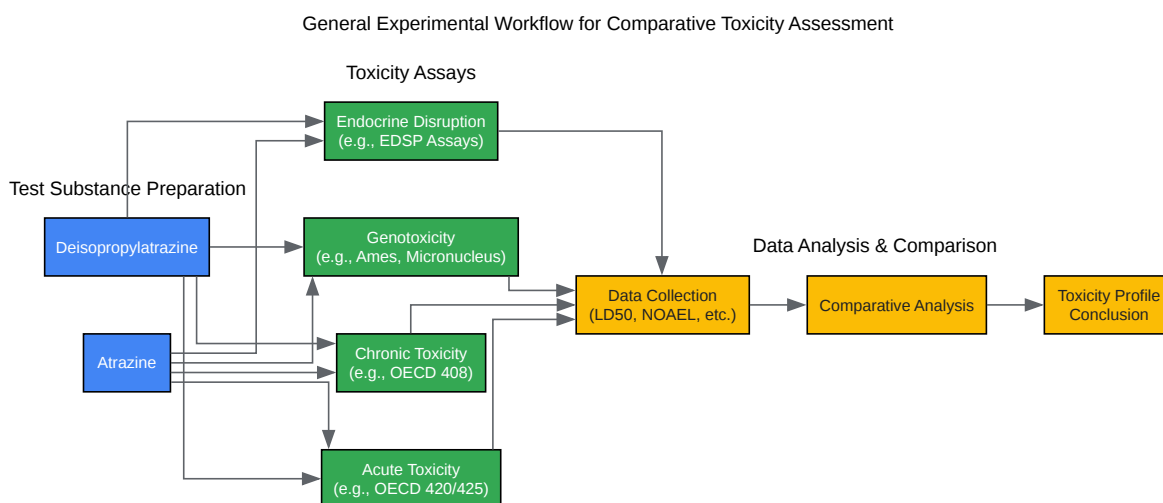 General Experimental Workflow for Comparative Toxicity Assessment
Toxicity Assays
Endocrine Disruption
(e.g., EDSP Assays)
Test Substance Preparation
Deisopropylatrazine
Genotoxicity
(e.g., Ames, Micronucleus)
Data Analysis & Comparison
Data Collection
(LD50, NOAEL, etc.)
Comparative Analysis
Toxicity Profile
Conclusion
Atrazine
Chronic Toxicity
(e.g., OECD 408)
Acute Toxicity
(e.g., OECD 420/425)